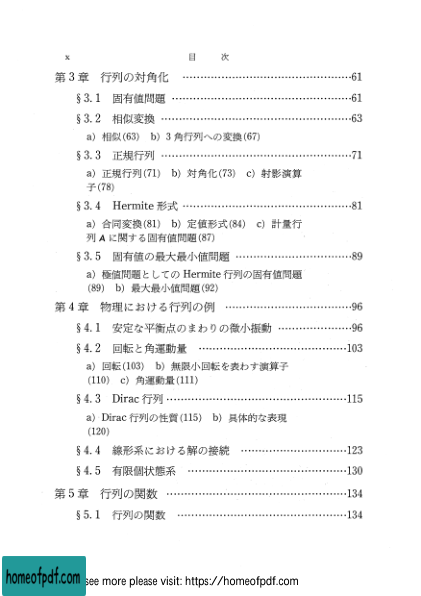 x 目 次
第3章 行列の対角化 ……………………………………61
§3.1 固有値問題 ……………………………………61
§3.2 相似変換 ………………………………………63
a) 相似(63) b) 3角行列への変換(67)
§3.3 正規行列 ………………………………………71
a) 正規行列(71) b) 対角化(73) c) 射影演算
子(78)
§3.4 Hermite 形式 …………………………………81
a) 合同変換(81) b) 定値形式(84) c) 計量行
列 A に関する固有値問題(87)
§3.5 固有値の最大最小値問題 ……………………89
a) 極値問題としての Hermite 行列の固有値問題
(89) b) 最大最小値問題(92)
第4章 物理における行列の例 …………………………96
§4.1 安定な平衡点のまわりの微小振動 …………96
§4.2 回転と角運動量 ………………………………103
a) 回転(103) b) 無限小回転を表わす演算子
(110) c) 角運動量(111)
§4.3 Dirac 行列 ……………………………………115
a) Dirac 行列の性質(115) b) 具体的な表現
(120)
§4.4 線形系における解の接続 ……………………123
§4.5 有限個状態系 …………………………………130
第5章 行列の関数 ………………………………………134
§5.1 行列の関数 ……………………………………134
homeofpdf.com see more please visit: https://homeofpdf.com